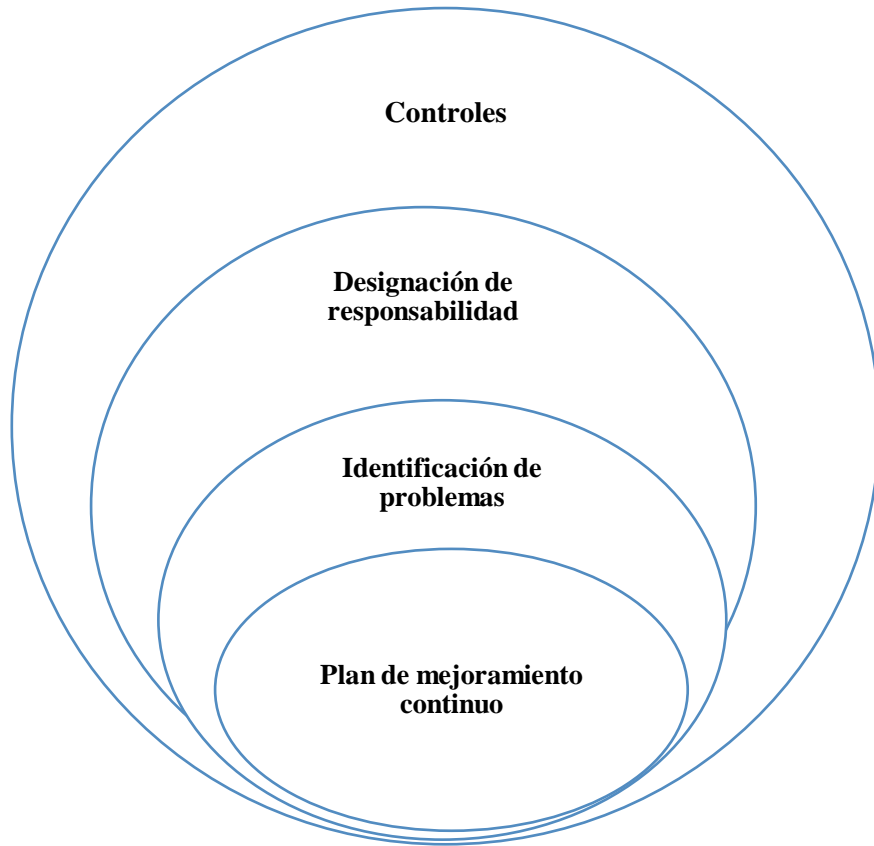 Controles
Designación de
responsabilidad
Identificación de
problemas
Plan de mejoramiento
continuo